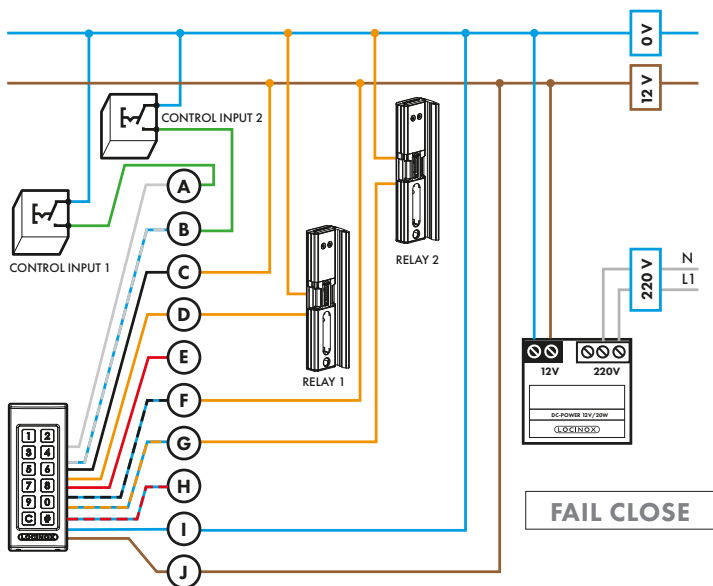 0V
12 V
CONTROL INPUT 2
A
B
CONTROL INPUT 1
C
D
E
F
G
H
I
J
RELAY 2
RELAY 1
220 V
N
L1
12V
220V
DC-POWER 12V/20W
LOCINOX
1 2
3 4
5 6
7 8
9 0
C #
LOCINOX
FAIL CLOSE